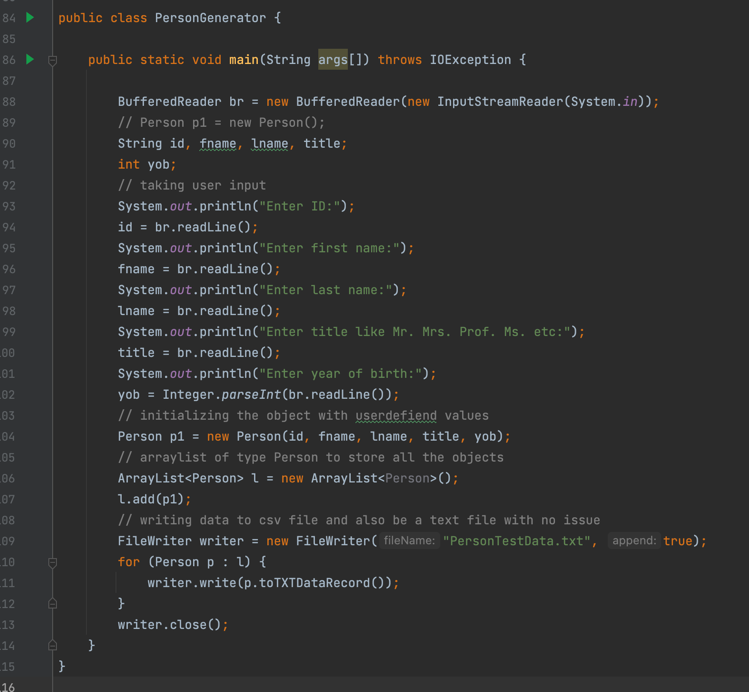 84 public class PersonGenerator {
85
86 public static void main(String args[]) throws IOException {
87
88 BufferedReader br = new BufferedReader(new InputStreamReader(System.in));
89 // Person p1 = new Person();
90 String id, fname, lname, title;
91 int yob;
92 // taking user input
93 System.out.println("Enter ID:");
94 id = br.readLine();
95 System.out.println("Enter first name:");
96 fname = br.readLine();
97 System.out.println("Enter last name:");
98 lname = br.readLine();
99 System.out.println("Enter title like Mr. Mrs. Prof. Ms. etc:");
00 title = br.readLine();
01 System.out.println("Enter year of birth:");
02 yob = Integer.parseInt(br.readLine());
03 // initializing the object with userdefiend values
04 Person p1 = new Person(id, fname, lname, title, yob);
05 // arraylist of type Person to store all the objects
06 ArrayList<Person> l = new ArrayList<Person>();
07 l.add(p1);
08 // writing data to csv file and also be a text file with no issue
09 FileWriter writer = new FileWriter( fileName: "PersonTestData.txt", append: true);
10 for (Person p : l) {
11 writer.write(p.toTXTDataRecord());
12 }
13 writer.close();
14 }
15 }
16